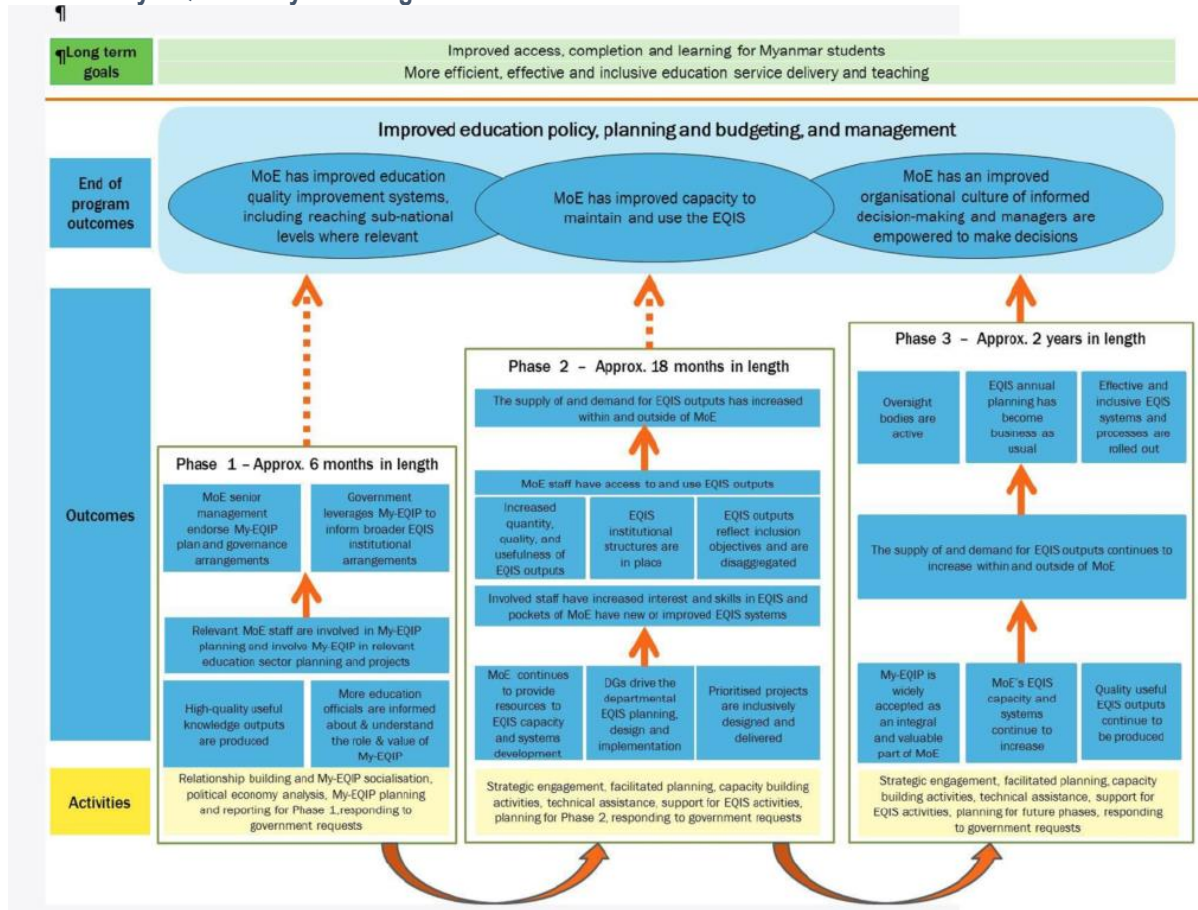 ¶
¶Long term
goals
Improved access, completion and learning for Myanmar students
More efficient, effective and inclusive education service delivery and teaching
Improved education policy, planning and budgeting, and management
End of
program
outcomes
MoE has improved education
quality improvement systems,
including reaching sub-national
levels where relevant
MoE has improved capacity to
maintain and use the EQIS
MoE has an improved
organisational culture of informed
decision-making and managers are
empowered to make decisions
Outcomes
Phase 1 – Approx. 6 months in length
MoE senior
management
endorse My-EQIP
plan and governance
arrangements
Government
leverages My-EQIP to
inform broader EQIS
institutional
arrangements
Relevant MoE staff are involved in My-EQIP
planning and involve My-EQIP in relevant
education sector planning and projects
High-quality useful
knowledge outputs
are produced
More education
officials are informed
about & understand
the role & value of
My-EQIP
Phase 2 – Approx. 18 months in length
The supply of and demand for EQIS outputs has increased
within and outside of MoE
MoE staff have access to and use EQIS outputs
Increased
quantity,
quality, and
usefulness of
EQIS outputs
EQIS
institutional
structures are
in place
EQIS outputs
reflect inclusion
objectives and are
disaggregated
Involved staff have increased interest and skills in EQIS and
pockets of MoE have new or improved EQIS systems
MoE continues
to provide
resources to
EQIS capacity
and systems
development
DGs drive the
departmental
EQIS planning,
design and
implementation
Prioritised projects
are inclusively
designed and
delivered
Phase 3 – Approx. 2 years in length
Oversight
bodies are
active
EQIS annual
planning has
become
business as
usual
Effective and
inclusive EQIS
systems and
processes are
rolled out
The supply of and demand for EQIS outputs continues to
increase within and outside of MoE
My-EQIP is
widely
accepted as
an integral
and valuable
part of MoE
MoE's EQIS
capacity and
systems
continue to
increase
Quality useful
EQIS outputs
continue to
be produced
Activities
Relationship building and My-EQIP socialisation,
political economy analysis, My-EQIP planning
and reporting for Phase 1, responding to
government requests
Strategic engagement, facilitated planning, capacity building
activities, technical assistance, support for EQIS activities,
planning for Phase 2, responding to government requests
Strategic engagement, facilitated planning, capacity
building activities, technical assistance, support for
EQIS activities, planning for future phases, responding
to government requests